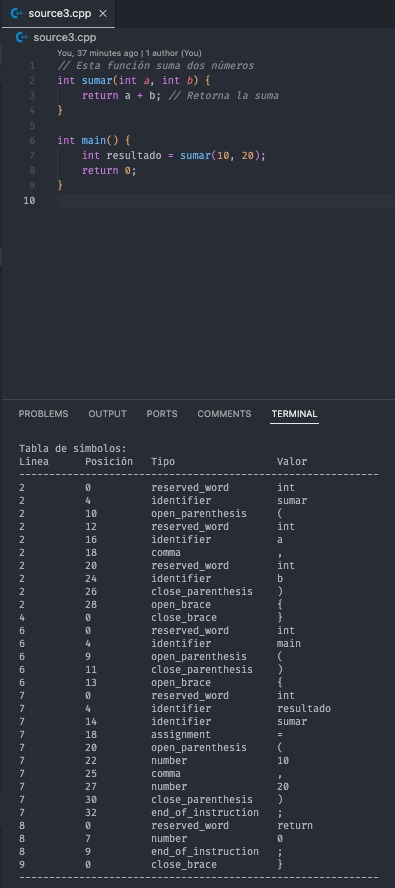 source3.cpp ×
source3.cpp
You, 37 minutes ago | 1 author (You)
1 // Esta función suma dos números
2 int sumar(int a, int b) {
3 return a + b; // Retorna la suma
4 }
5
6 int main() {
7 int resultado = sumar(10, 20);
8 return 0;
9 }
10
PROBLEMS OUTPUT PORTS COMMENTS TERMINAL
Tabla de símbolos:
Línea Posición Tipo Valor
---------------------------------------------------------------
2 0 reserved_word int
2 4 identifier sumar
2 10 open_parenthesis (
2 12 reserved_word int
2 16 identifier a
2 18 comma ,
2 20 reserved_word int
2 24 identifier b
2 26 close_parenthesis )
2 28 open_brace {
4 0 close_brace }
6 0 reserved_word int
6 4 identifier main
6 9 open_parenthesis (
6 11 close_parenthesis )
6 13 open_brace {
7 0 reserved_word int
7 4 identifier resultado
7 14 identifier sumar
7 18 assignment =
7 20 open_parenthesis (
7 22 number 10
7 25 comma ,
7 27 number 20
7 30 close_parenthesis )
7 32 end_of_instruction ;
8 0 reserved_word return
8 7 number 0
8 9 end_of_instruction ;
9 0 close_brace }
---------------------------------------------------------------